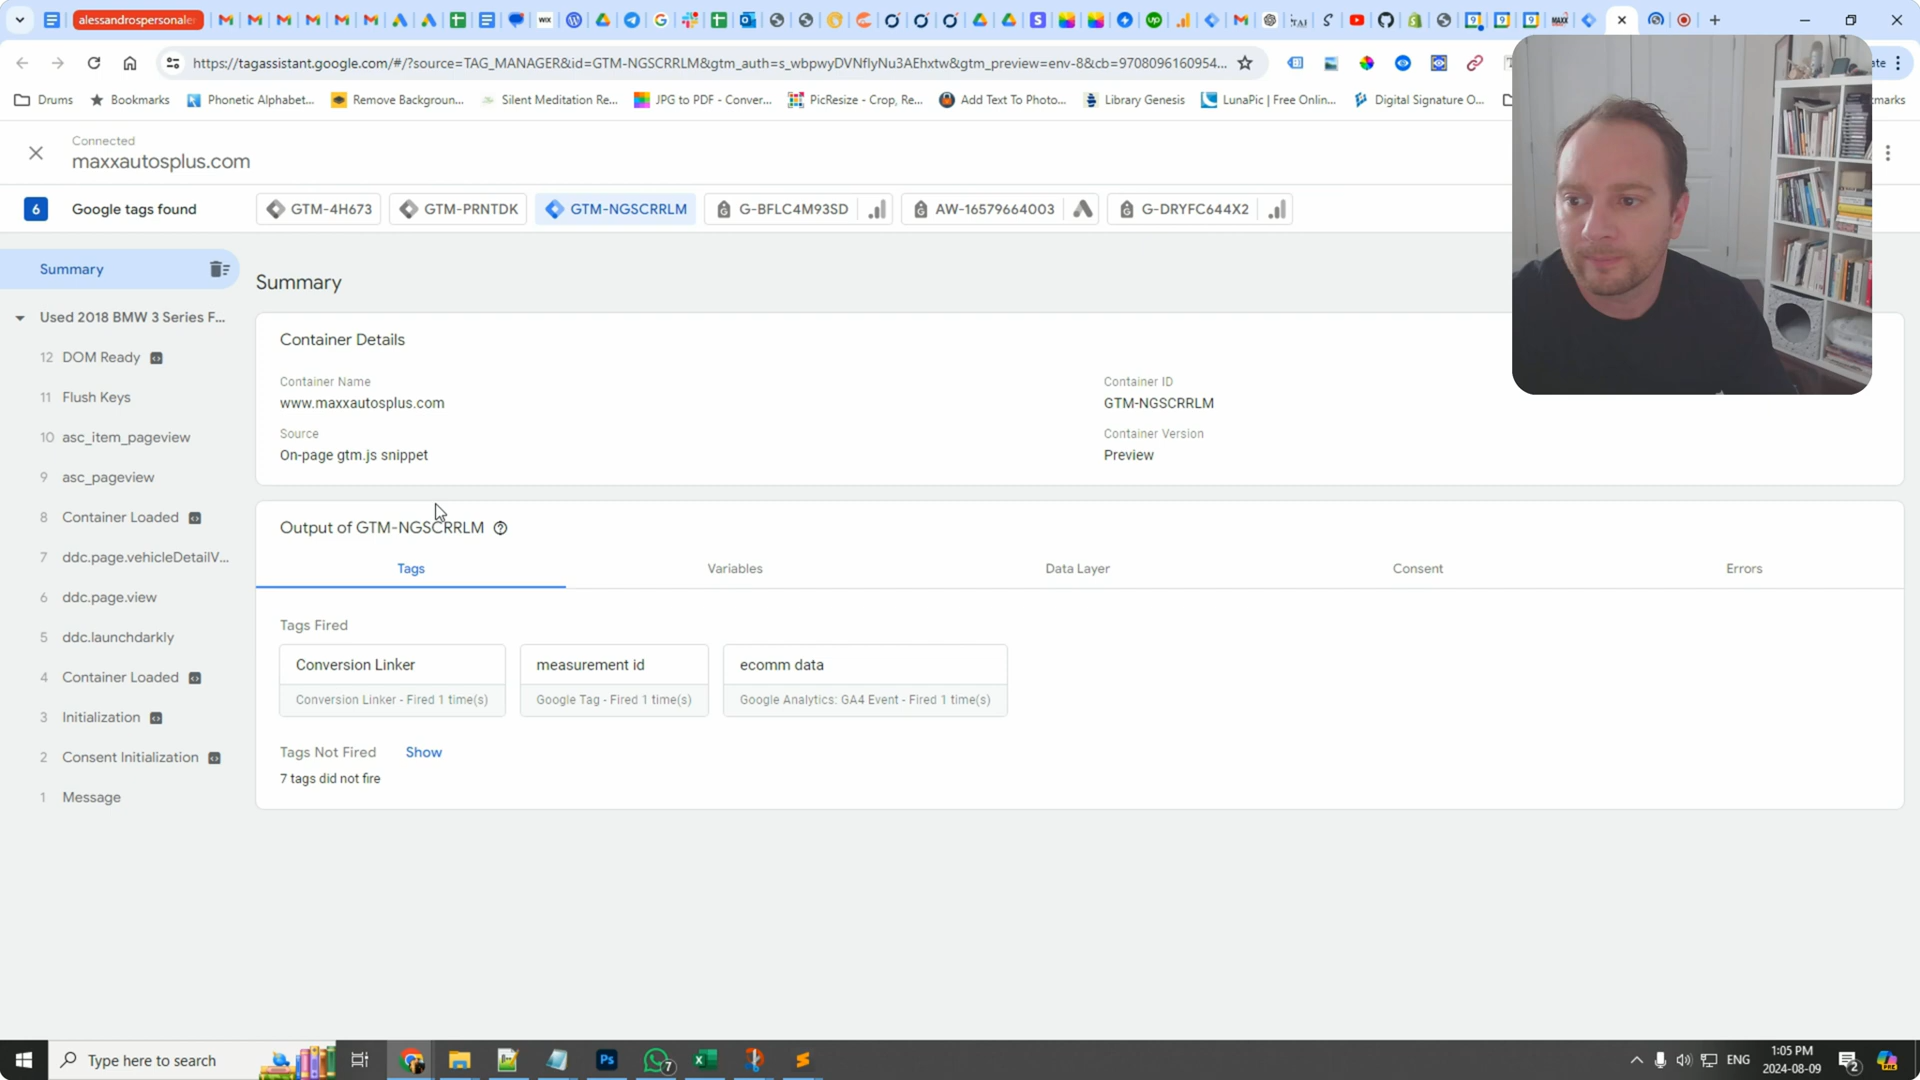 alessandrospersonale
https://tagassistant.google.com/#/?source=TAG_MANAGER&id=GTM-NGSCRRLM&gtm_auth=s_wbpwyDVNflyNu3AEhxtw&gtm_preview=env-8&cb=9708096160954...
Drums
Bookmarks
Phonetic Alphabet...
Remove Backgroun...
Silent Meditation Re...
JPG to PDF - Conver...
PicResize - Crop, Re...
Add Text To Photo...
Library Genesis
LunaPic | Free Onlin...
Digital Signature O...
Connected
maxxautosplus.com
6 Google tags found
GTM-4H673
GTM-PRNTDK
GTM-NGSCRRLM
G-BFLC4M93SD
AW-16579664003
G-DRYFC644X2
Summary
Used 2018 BMW 3 Series F...
12 DOM Ready
11 Flush Keys
10 asc_item_pageview
9 asc_pageview
8 Container Loaded
7 ddc.page.vehicleDetailV...
6 ddc.page.view
5 ddc.launchdarkly
4 Container Loaded
3 Initialization
2 Consent Initialization
1 Message
Summary
Container Details
Container Name
www.maxxautosplus.com
Container ID
GTM-NGSCRRLM
Source
On-page gtm.js snippet
Container Version
Preview
Output of GTM-NGSCRRLM
Tags
Variables
Data Layer
Consent
Errors
Tags Fired
Conversion Linker
Conversion Linker - Fired 1 time(s)
measurement id
Google Tag - Fired 1 time(s)
ecomm data
Google Analytics: GA4 Event - Fired 1 time(s)
Tags Not Fired Show
7 tags did not fire
Type here to search
7
ENG
1:05 PM
2024-08-09
2